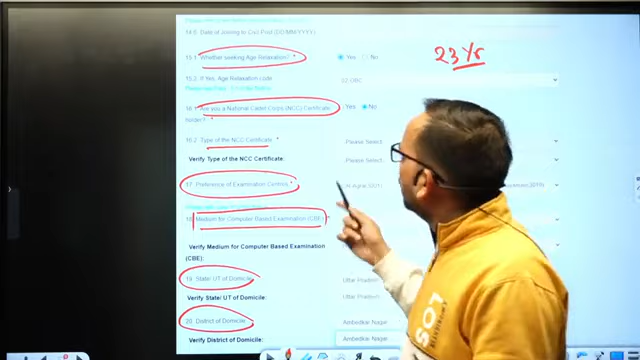 14.5. Date of Joining to Civil Post (DD/MM/YYYY)
15.1. Whether seeking Age Relaxation? * Yes No
23 Yr
15.2. If Yes, Age Relaxation code 02-OBC
16.1. Are you a National Cadet Corps (NCC) Certificate holder? * Yes No
16.2. Type of the NCC Certificate * Please Select
Verify Type of the NCC Certificate: Please Select
17. Preference of Examination Centres *
18. Medium for Computer Based Examination (CBE) *
Verify Medium for Computer Based Examination
(CBE):
19. State/ UT of Domicile Uttar Pradesh
Verify State/ UT of Domicile: Uttar Pradesh
20. District of Domicile Ambedkar Nagar
Verify District of Domicile: Ambedkar Nagar